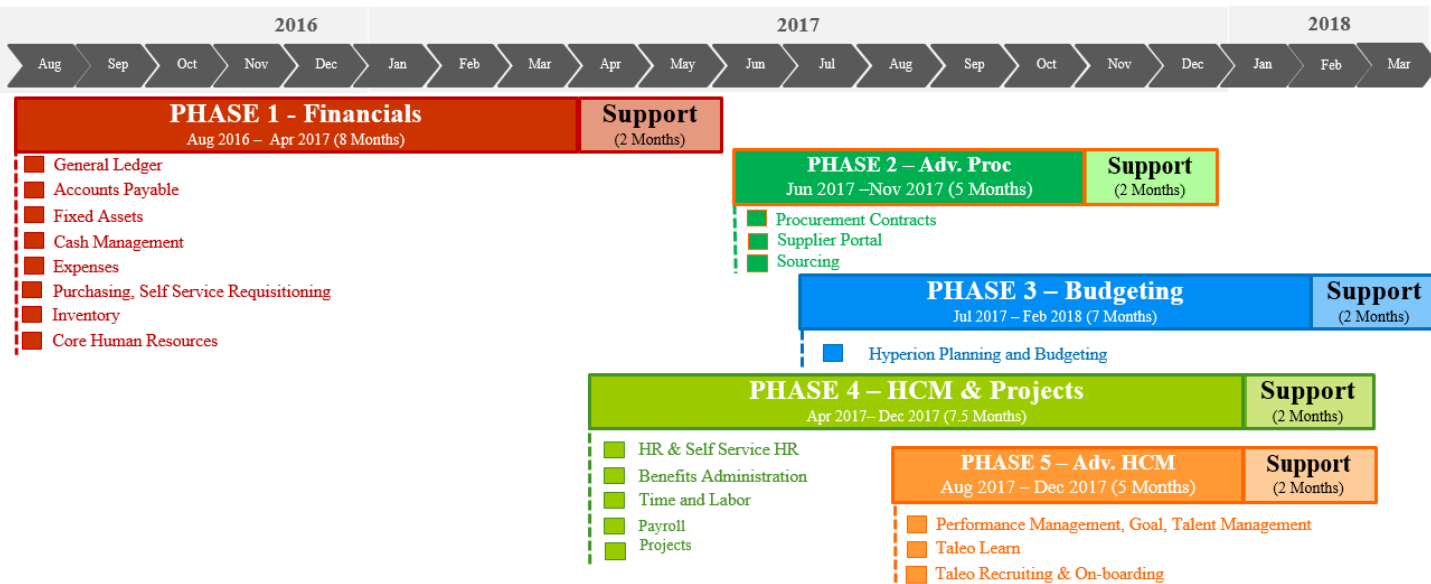 2016 2017 2018
Aug Sep Oct Nov Dec Jan Feb Mar Apr May Jun Jul Aug Sep Oct Nov Dec Jan Feb Mar
PHASE 1 - Financials
Aug 2016 – Apr 2017 (8 Months)
Support
(2 Months)
General Ledger
Accounts Payable
Fixed Assets
Cash Management
Expenses
Purchasing, Self Service Requisitioning
Inventory
Core Human Resources
PHASE 2 – Adv. Proc
Jun 2017 –Nov 2017 (5 Months)
Support
(2 Months)
Procurement Contracts
Supplier Portal
Sourcing
PHASE 3 – Budgeting
Jul 2017 – Feb 2018 (7 Months)
Support
(2 Months)
Hyperion Planning and Budgeting
PHASE 4 – HCM & Projects
Apr 2017– Dec 2017 (7.5 Months)
Support
(2 Months)
HR & Self Service HR
Benefits Administration
Time and Labor
Payroll
Projects
PHASE 5 – Adv. HCM
Aug 2017 – Dec 2017 (5 Months)
Support
(2 Months)
Performance Management, Goal, Talent Management
Taleo Learn
Taleo Recruiting & On-boarding